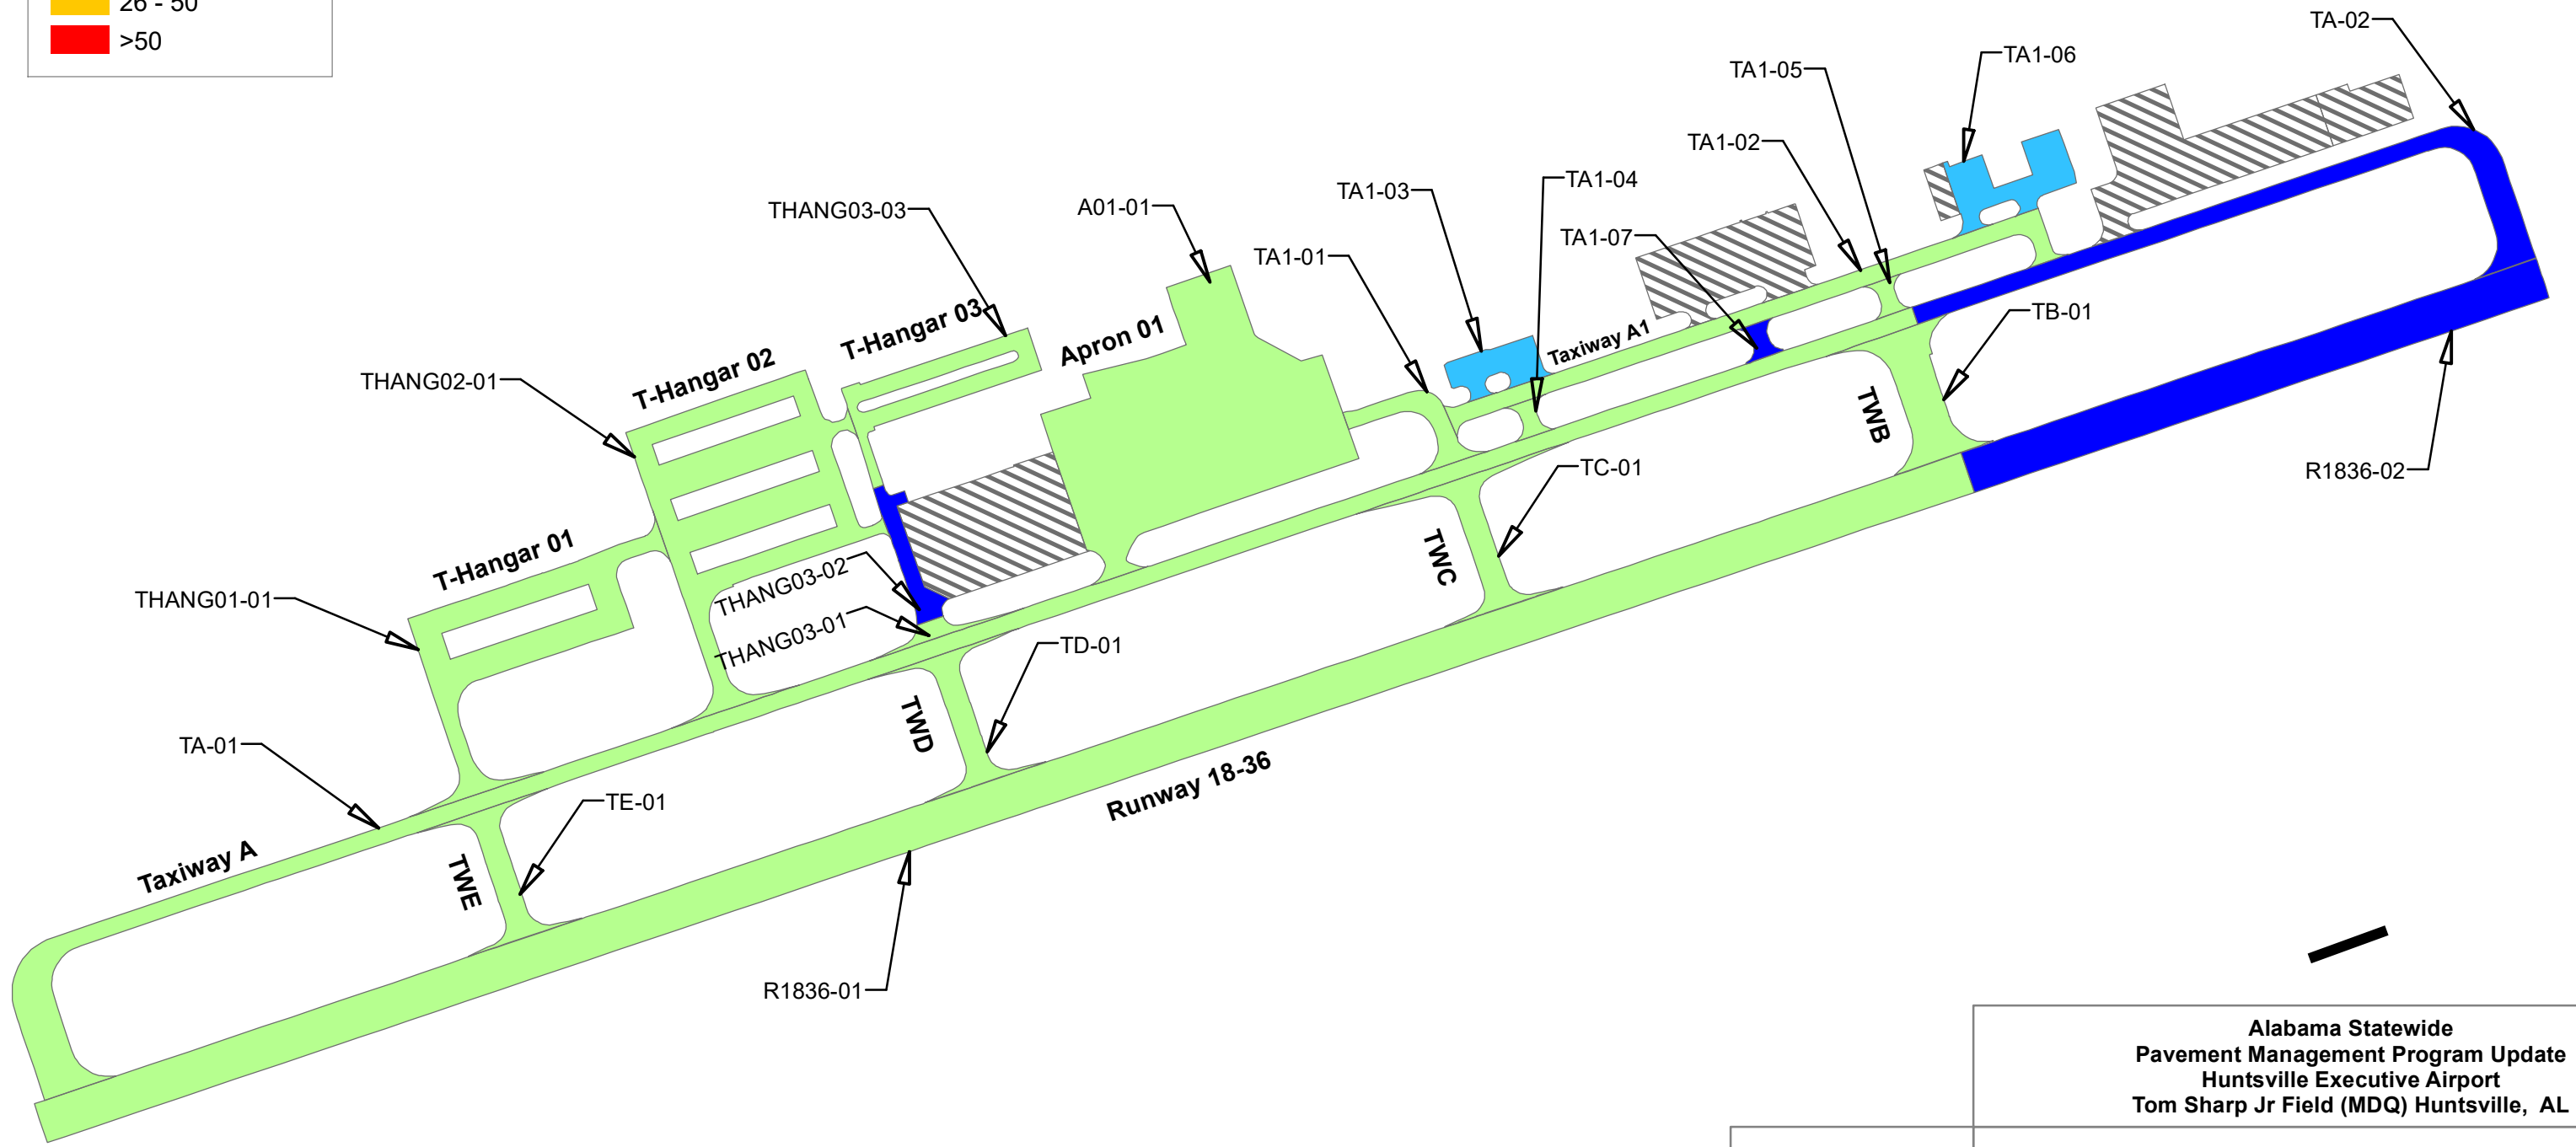 26 - 50
>50
TA-02
TA1-06
TA1-05
TA1-02
TA1-04
TA1-03
THANG03-03
A01-01
TA1-07
TA1-01
TB-01
T-Hangar 03
Apron 01
Taxiway A1
T-Hangar 02
THANG02-01
TWB
TC-01
R1836-02
T-Hangar 01
TWC
THANG03-02
THANG01-01
THANG03-01
TD-01
TWD
TA-01
Runway 18-36
TE-01
Taxiway A
TWE
R1836-01
Alabama Statewide
Pavement Management Program Update
Huntsville Executive Airport
Tom Sharp Jr Field (MDQ) Huntsville, AL